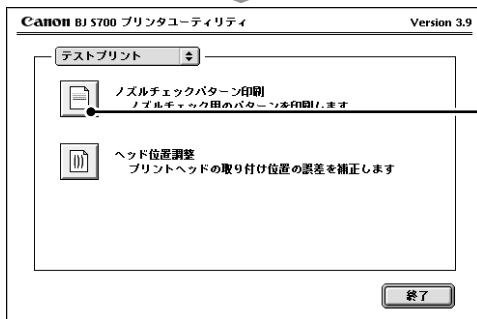 Canon BJ S700 プリンタユーティリティ Version 3.9
テストプリント
ノズルチェックパターン印刷
ノズルチェック用のパターンを印刷します
ヘッド位置調整
プリントヘッドの取り付け位置の誤差を補正します
終了